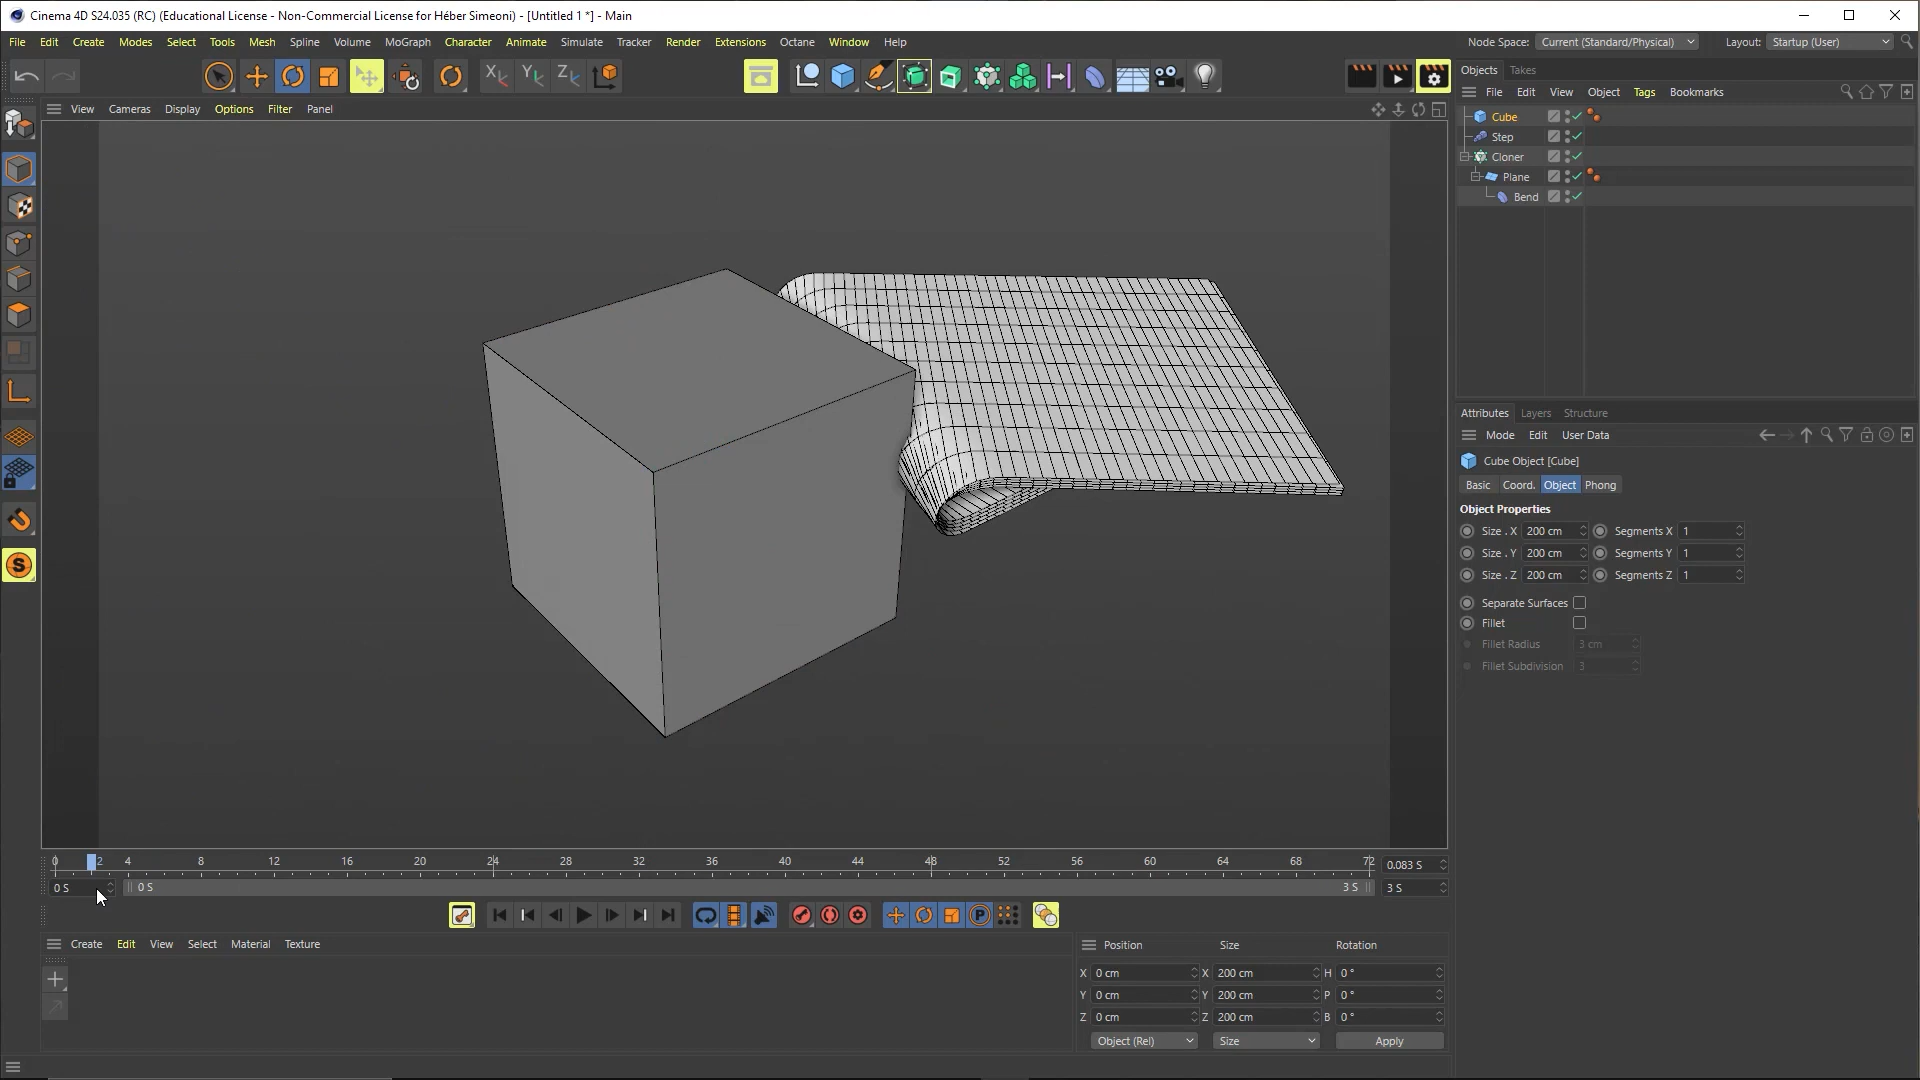 Cinema 4D S24.035 (RC) (Educational License - Non-Commercial License for Héber Simeoni) - [Untitled 1 *] - Main
File Edit Create Modes Select Tools Mesh Spline Volume MoGraph Character Animate Simulate Tracker Render Extensions Octane Window Help
Node Space: Current (Standard/Physical) Layout: Startup (User)
X Y Z
Objects Takes
File Edit View Object Tags Bookmarks
View Cameras Display Options Filter Panel
Cube
Step
Cloner
Plane
Bend
Attributes Layers Structure
Mode Edit User Data
Cube Object [Cube]
Basic Coord. Object Phong
Object Properties
Size . X 200 cm Segments X 1
Size . Y 200 cm Segments Y 1
Size . Z 200 cm Segments Z 1
Separate Surfaces
Fillet
Fillet Radius 3 cm
Fillet Subdivision 3
S
0 2 4 8 12 16 20 24 28 32 36 40 44 48 52 56 60 64 68 72 0.083 S
0 S 0 S 3 S 3 S
P
Create Edit View Select Material Texture
Position Size Rotation
X 0 cm X 200 cm H 0 °
Y 0 cm Y 200 cm P 0 °
Z 0 cm Z 200 cm B 0 °
Object (Rel) Size Apply